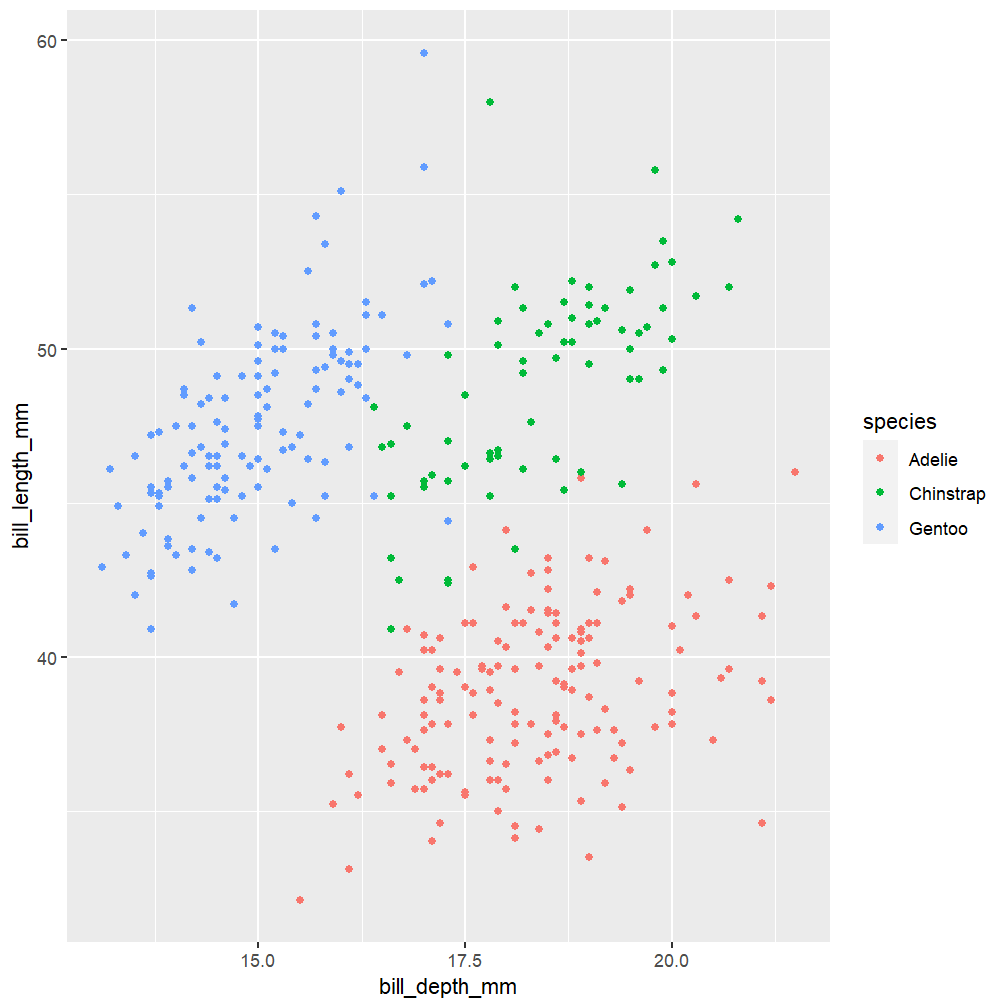 60
50
40
bill_length_mm
15.0
17.5
20.0
bill_depth_mm
species
Adelie
Chinstrap
Gentoo